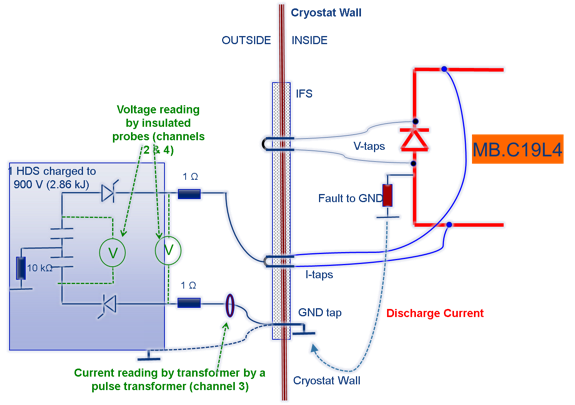 Cryostat Wall
OUTSIDE
INSIDE
IFS
Voltage reading
by insulated
probes (channels
2 & 4)
V-taps
MB.C19L4
1 HDS charged to
900 V (2.86 kJ)
1 Ω
Fault to GND
V
V
10 kΩ
I-taps
1 Ω
GND tap
Discharge Current
Current reading by transformer by a
pulse transformer (channel 3)
Cryostat Wall